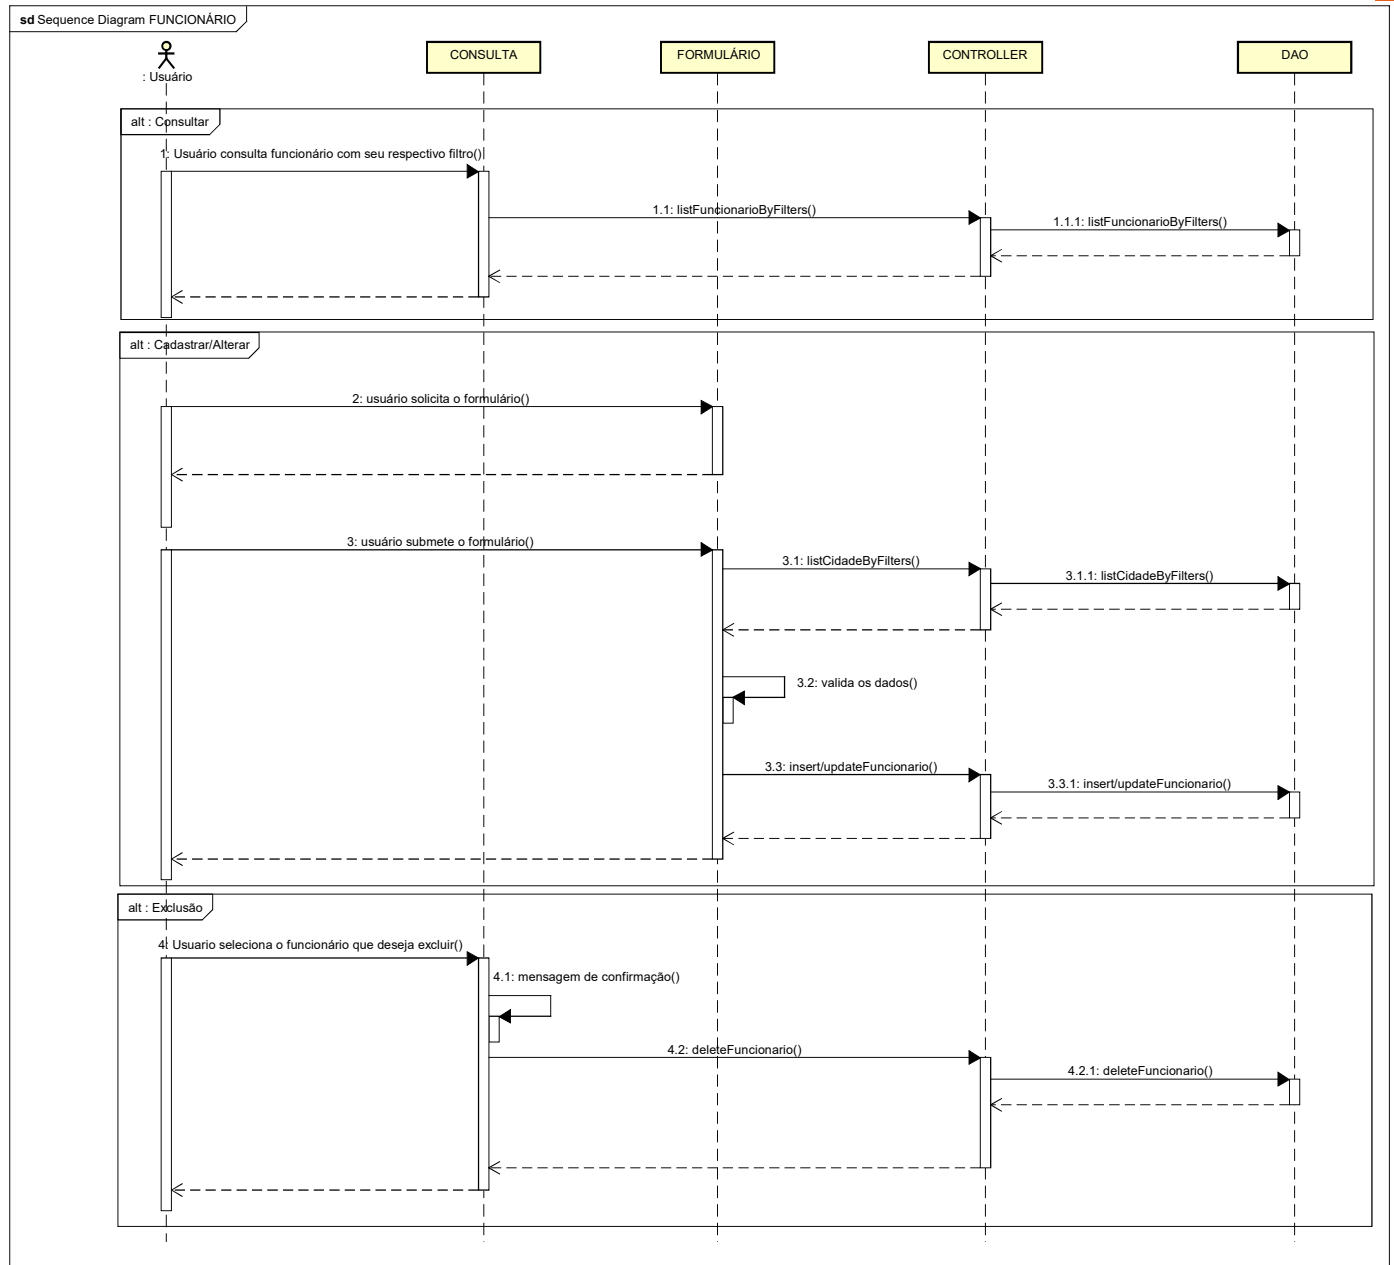 sd Sequence Diagram FUNCIONÁRIO
: Usuário
CONSULTA
FORMULÁRIO
CONTROLLER
DAO
alt : Consultar
1: Usuário consulta funcionário com seu respectivo filtro()
1.1: listFuncionarioByFilters()
1.1.1: listFuncionarioByFilters()
alt : Cadastrar/Alterar
2: usuário solicita o formulário()
3: usuário submete o formulário()
3.1: listCidadeByFilters()
3.1.1: listCidadeByFilters()
3.2: valida os dados()
3.3: insert/updateFuncionario()
3.3.1: insert/updateFuncionario()
alt : Exclusão
4: Usuario seleciona o funcionário que deseja excluir()
4.1: mensagem de confirmação()
4.2: deleteFuncionario()
4.2.1: deleteFuncionario()